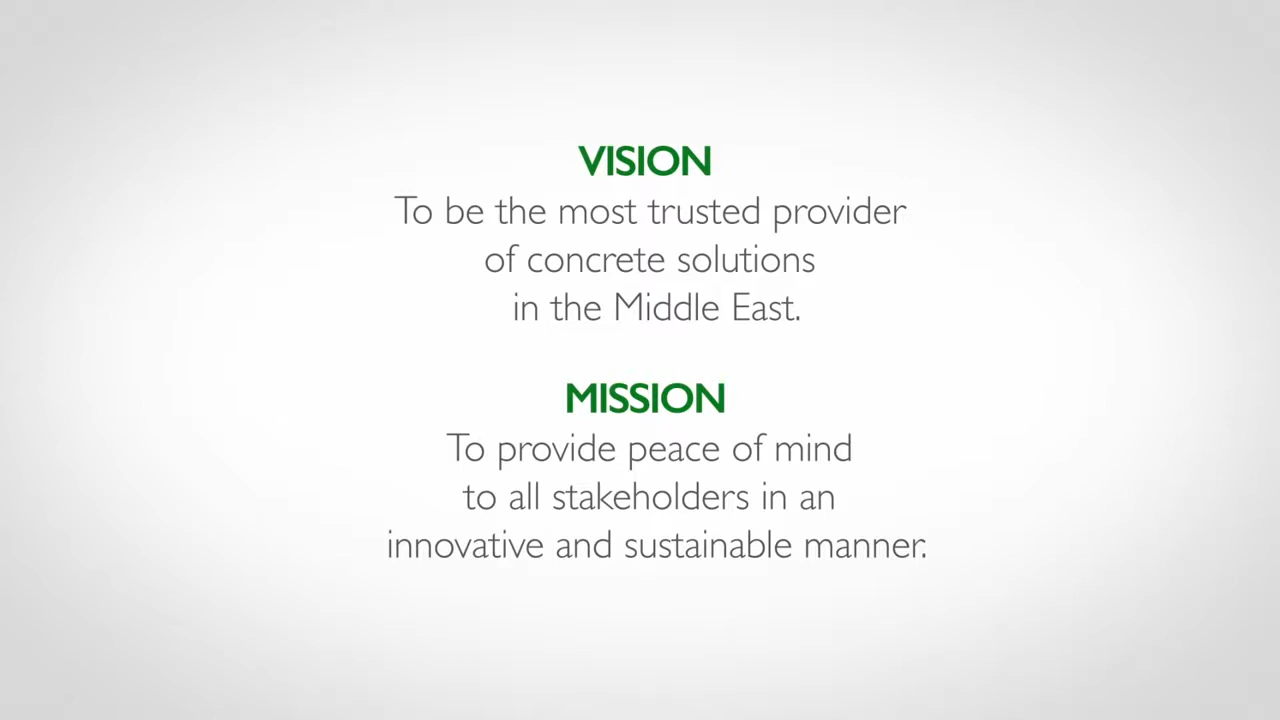 VISION
To be the most trusted provider
of concrete solutions
in the Middle East.
MISSION
To provide peace of mind
to all stakeholders in an
innovative and sustainable manner.